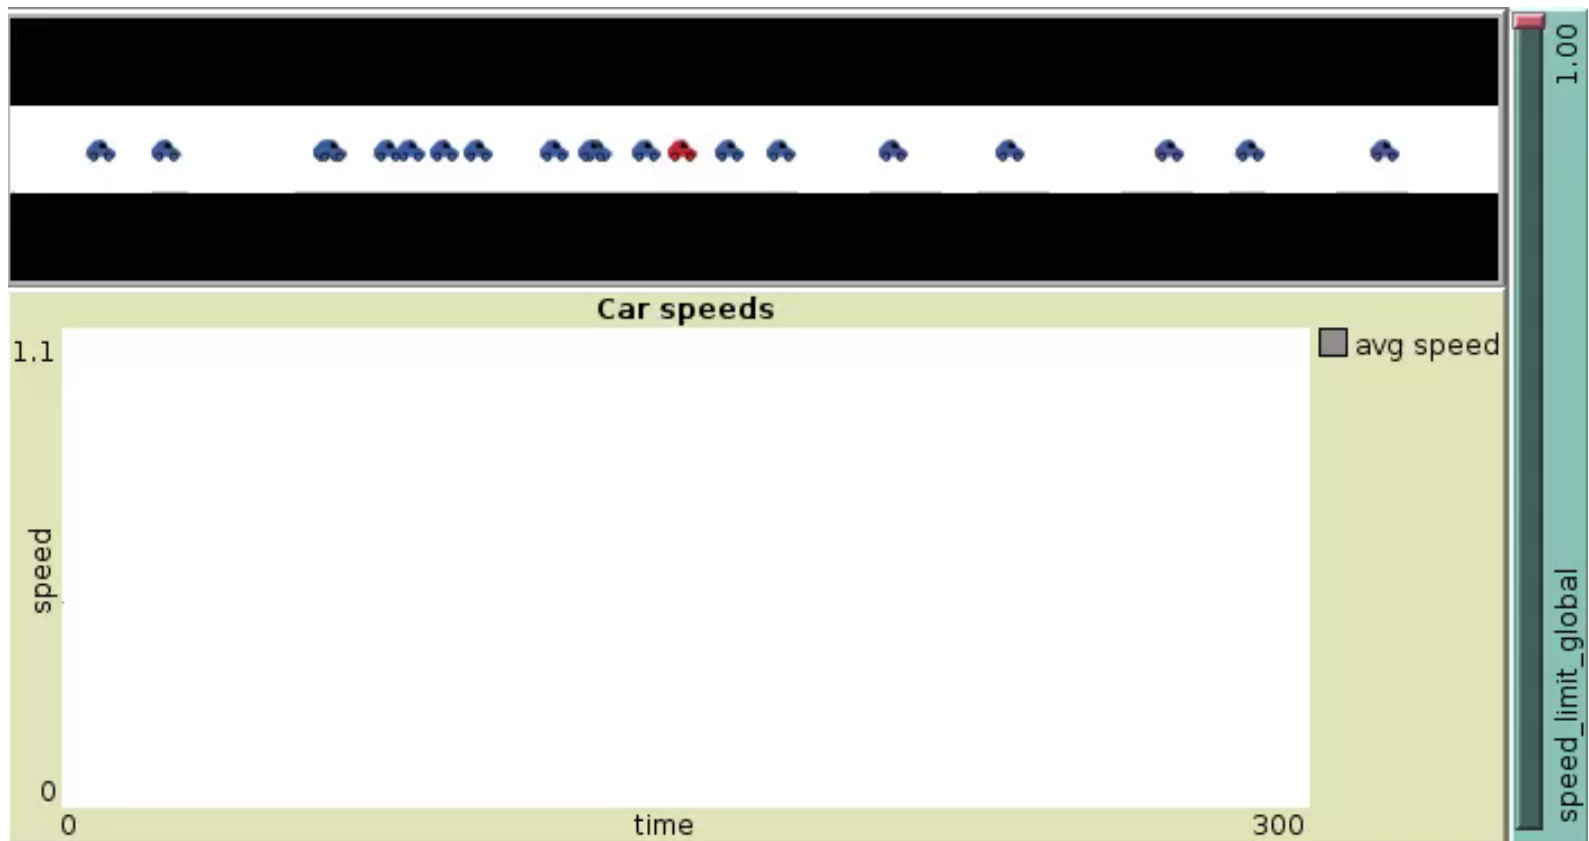 1.00
speed_limit_global
Car speeds
1.1
avg speed
speed
0
0
time
300